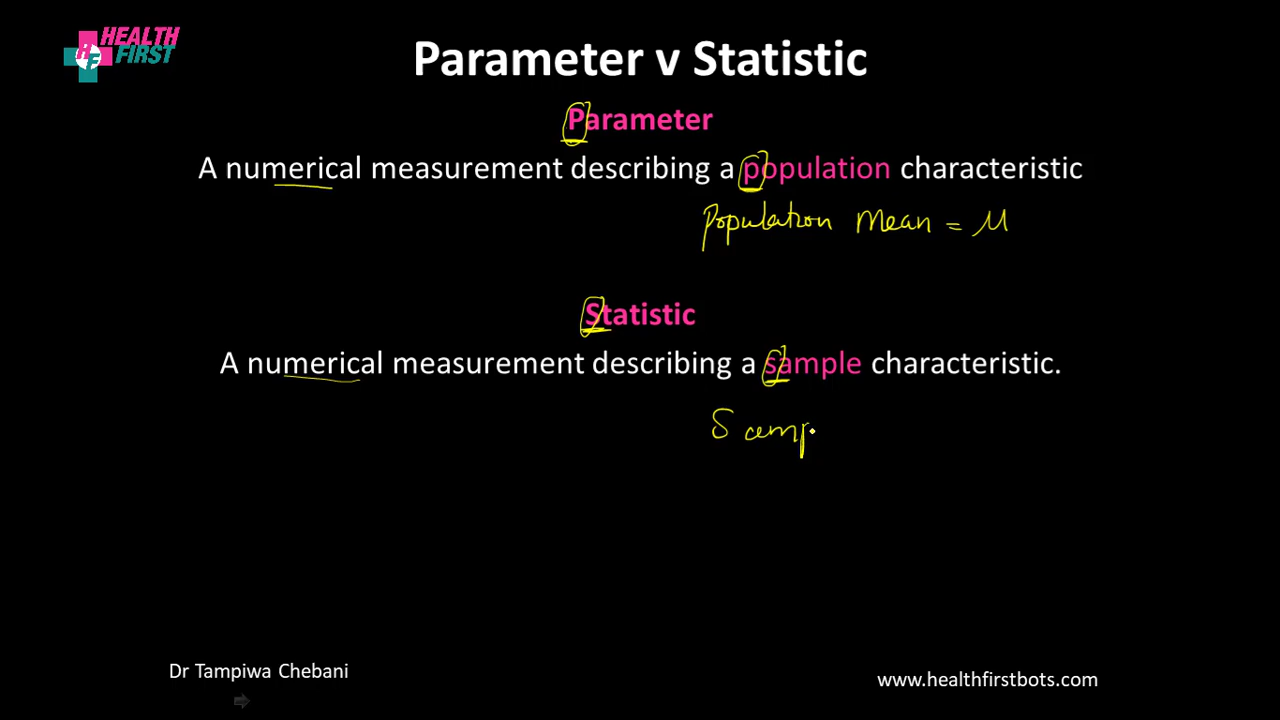 HEALTH
FIRST
HF
Parameter v Statistic
Parameter
A numerical measurement describing a population characteristic
Population Mean = μ
Statistic
A numerical measurement describing a sample characteristic.
Samp
Dr Tampiwa Chebani
www.healthfirstbots.com